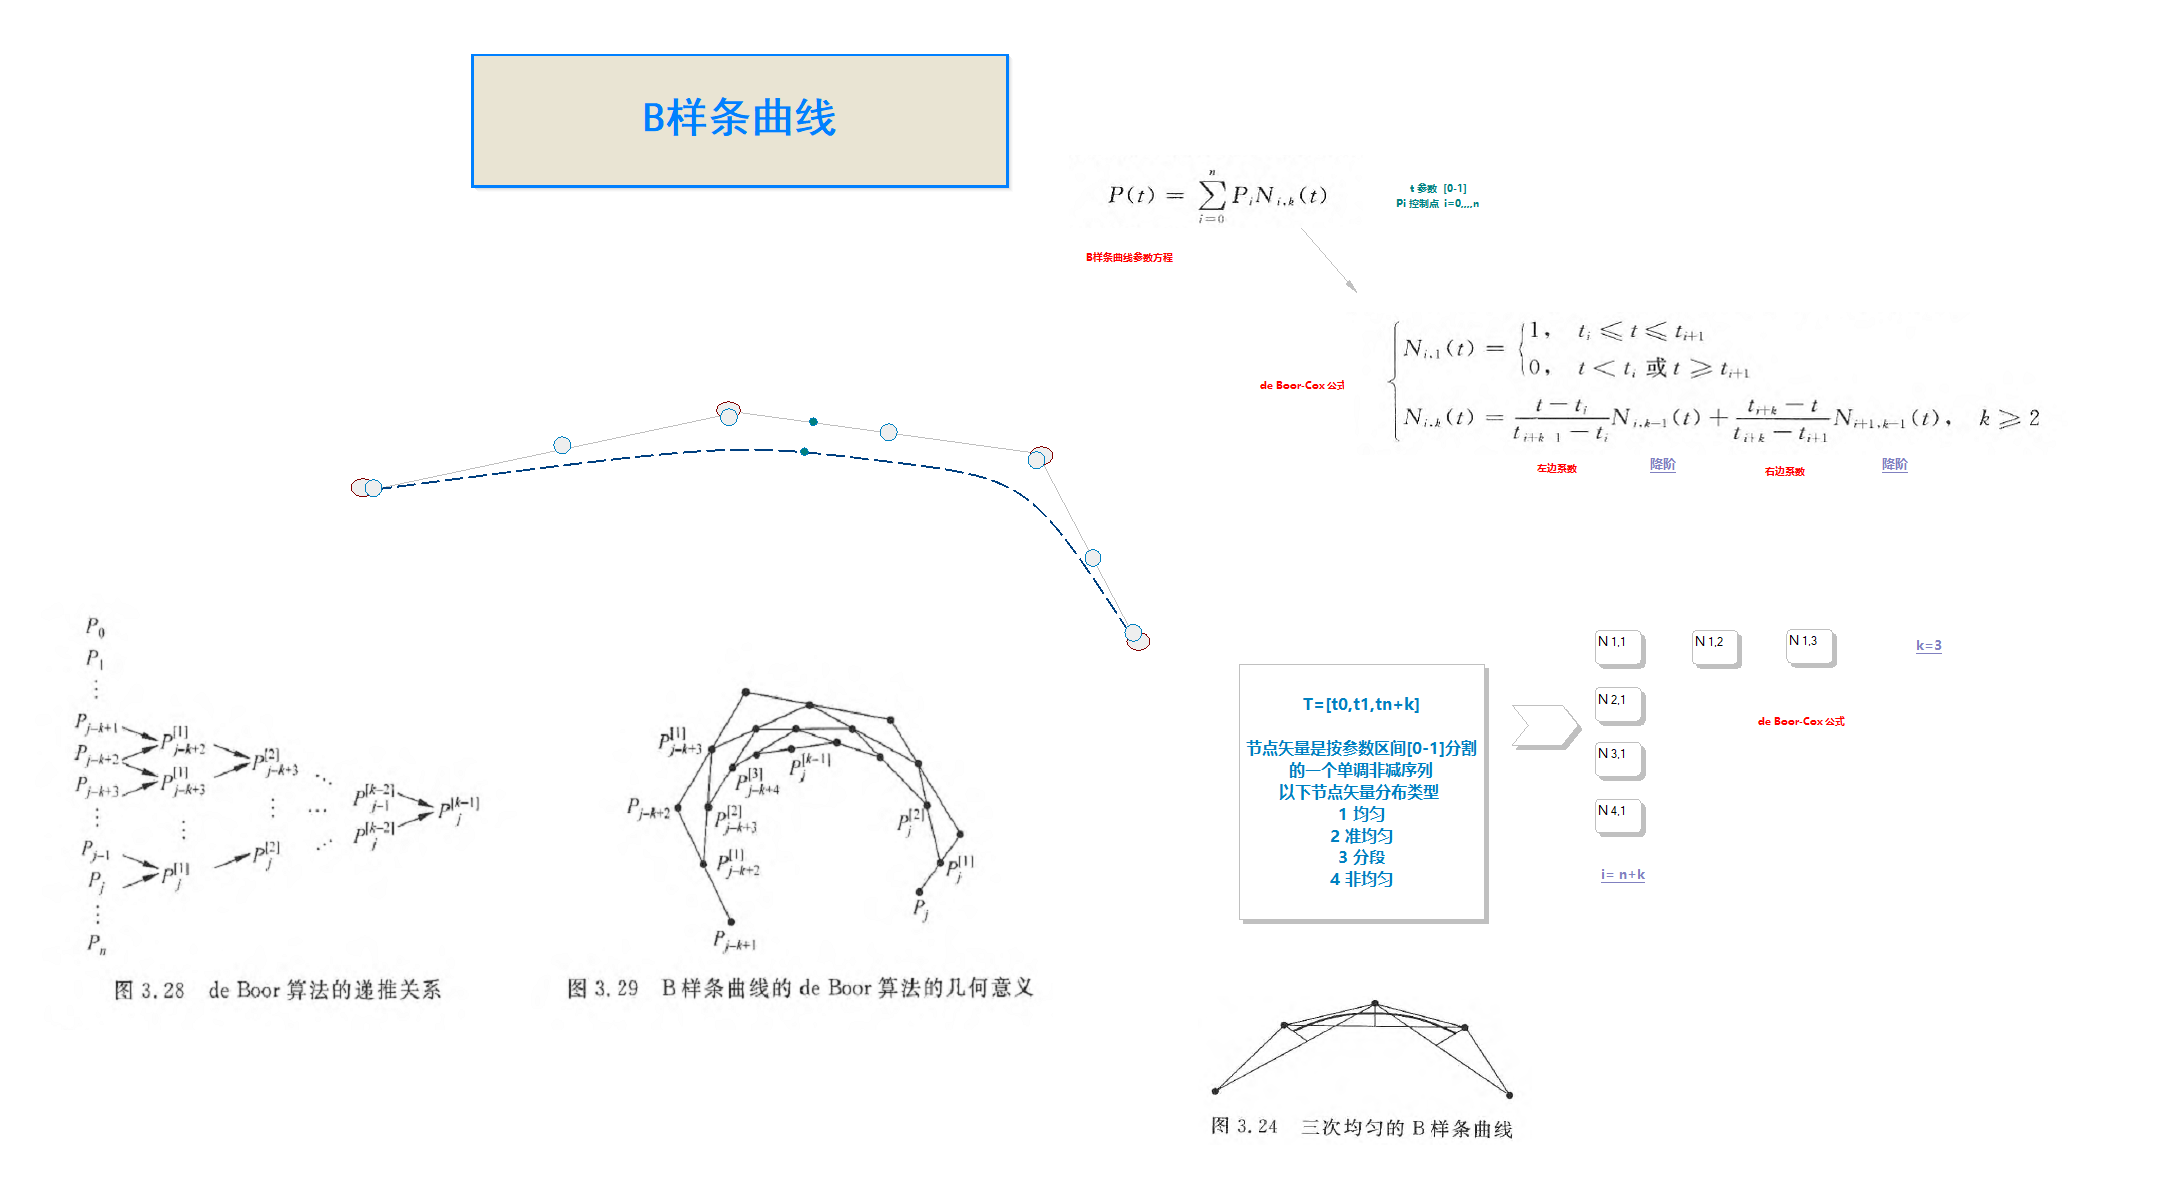 B样条曲线
P(t) = \sum_{i=0}^{n} P_i N_{i,k}(t)
t 参数 [0-1]
Pi 控制点 i=0,,,,n
B样条曲线参数方程
N_{i,1}(t) = { 1, t_i ≤ t ≤ t_{i+1}
0, t < t_i 或 t ≥ t_{i+1}
de Boor-Cox 公式
N_{i,k}(t) = \frac{t - t_i}{t_{i+k-1} - t_i} N_{i,k-1}(t) + \frac{t_{i+k} - t}{t_{i+k} - t_{i+1}} N_{i+1,k-1}(t), k ≥ 2
左边系数 降阶 右边系数 降阶
P_0
P_1
⋮
P_{j-k+1}
P_{j-k+2}
P_{j-k+3}
⋮
P_{j-1}
P_j
⋮
P_n
P_{j-k+2}^{[1]}
P_{j-k+3}^{[1]}
⋮
P_j^{[1]}
P_{j-k+3}^{[2]}
⋮
P_j^{[2]}
P_{j-1}^{[k-2]}
P_j^{[k-2]}
P_j^{[k-1]}
图 3.28 de Boor 算法的递推关系
P_{j-k+3}^{[1]}
P_j^{[k-1]}
P_{j-k+4}^{[3]}
P_{j-k+2}
P_{j-k+3}^{[2]}
P_j^{[2]}
P_{j-k+2}^{[1]}
P_j^{[1]}
P_j
P_{j-k+1}
图 3.29 B 样条曲线的 de Boor 算法的几何意义
T=[t0,t1,tn+k]
节点矢量是按参数区间[0-1]分割
的一个单调非减序列
以下节点矢量分布类型
1 均匀
2 准均匀
3 分段
4 非均匀
N 1,1 N 1,2 N 1,3 k=3
N 2,1
de Boor-Cox 公式
N 3,1
N 4,1
i= n+k
图 3.24 三次均匀的 B 样条曲线